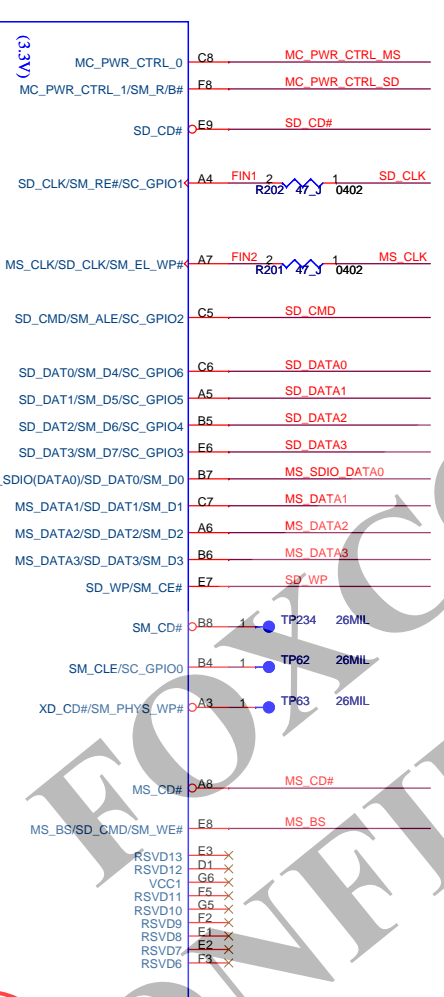 (3.3V)
MC_PWR_CTRL_0 C8 MC_PWR_CTRL_MS
MC_PWR_CTRL_1/SM_R/B# F8 MC_PWR_CTRL_SD
SD_CD# E9 SD_CD#
SD_CLK/SM_RE#/SC_GPIO1 A4 FIN1 2 1 SD_CLK
R202 47_J 0402
MS_CLK/SD_CLK/SM_EL_WP# A7 FIN2 2 1 MS_CLK
R201 47_J 0402
SD_CMD/SM_ALE/SC_GPIO2 C5 SD_CMD
SD_DAT0/SM_D4/SC_GPIO6 C6 SD_DATA0
SD_DAT1/SM_D5/SC_GPIO5 A5 SD_DATA1
SD_DAT2/SM_D6/SC_GPIO4 B5 SD_DATA2
SD_DAT3/SM_D7/SC_GPIO3 E6 SD_DATA3
_SDIO(DATA0)/SD_DAT0/SM_D0 B7 MS_SDIO_DATA0
MS_DATA1/SD_DAT1/SM_D1 C7 MS_DATA1
MS_DATA2/SD_DAT2/SM_D2 A6 MS_DATA2
MS_DATA3/SD_DAT3/SM_D3 B6 MS_DATA3
SD_WP/SM_CE# E7 SD_WP
SM_CD# B8 1 TP234 26MIL
SM_CLE/SC_GPIO0 B4 1 TP62 26MIL
XD_CD#/SM_PHYS_WP# A3 1 TP63 26MIL
MS_CD# A8 MS_CD#
MS_BS/SD_CMD/SM_WE# E8 MS_BS
RSVD13 E3
RSVD12 D1
VCC1 G6
RSVD11 F5
RSVD10 G5
RSVD9 F2
RSVD8 F1
RSVD7 E2
RSVD6 F3
FOXCO
ONFI